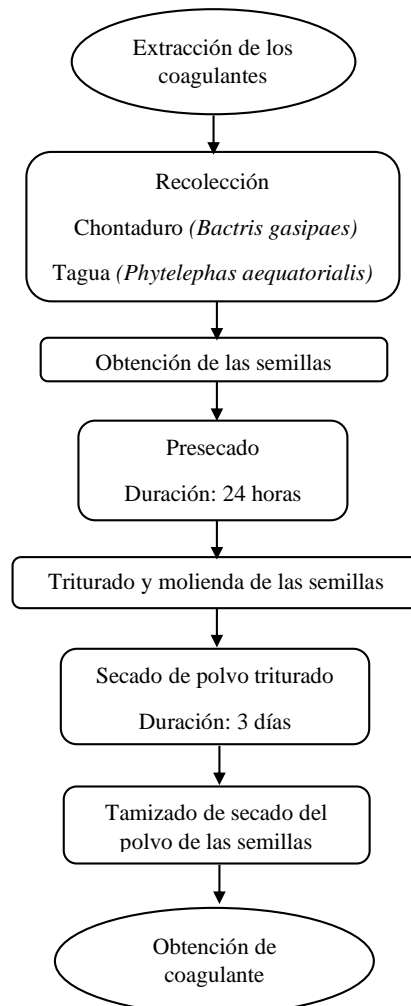 Extracción de los
coagulantes
Recolección
Chontaduro (Bactris gasipaes)
Tagua (Phytelephas aequatorialis)
Obtención de las semillas
Presecado
Duración: 24 horas
Triturado y molienda de las semillas
Secado de polvo triturado
Duración: 3 días
Tamizado de secado del
polvo de las semillas
Obtención de
coagulante